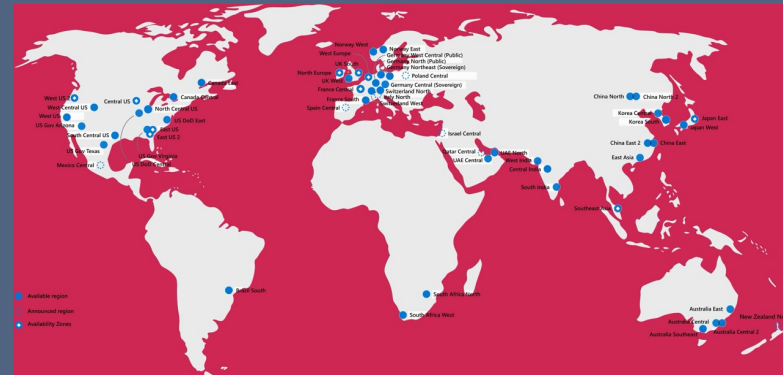 Canada East
Canada Central
Central US
North Central US
West US 2
West Central US
West US
US Gov Arizona
South Central US
US Gov Texas
Mexico Central
US DoD East
East US
East US 2
US Gov Virginia
US DoD Central
Brazil South
Norway West
Norway East
West Europe
Germany West Central (Public)
Germany North (Public)
UK South
Germany Northeast (Sovereign)
North Europe
Poland Central
UK West
Germany Central (Sovereign)
France Central
Switzerland North
Italy North
France South
Switzerland West
Spain Central
Israel Central
Qatar Central
UAE North
UAE Central
West India
Central India
South India
China North
China North 2
Korea Central
Korea South
Japan East
Japan West
China East 2
China East
East Asia
Southeast Asia
South Africa North
South Africa West
Australia East
Australia Central
New Zealand No
Australia Southeast
Australia Central 2
Available region
Announced region
Availability Zones